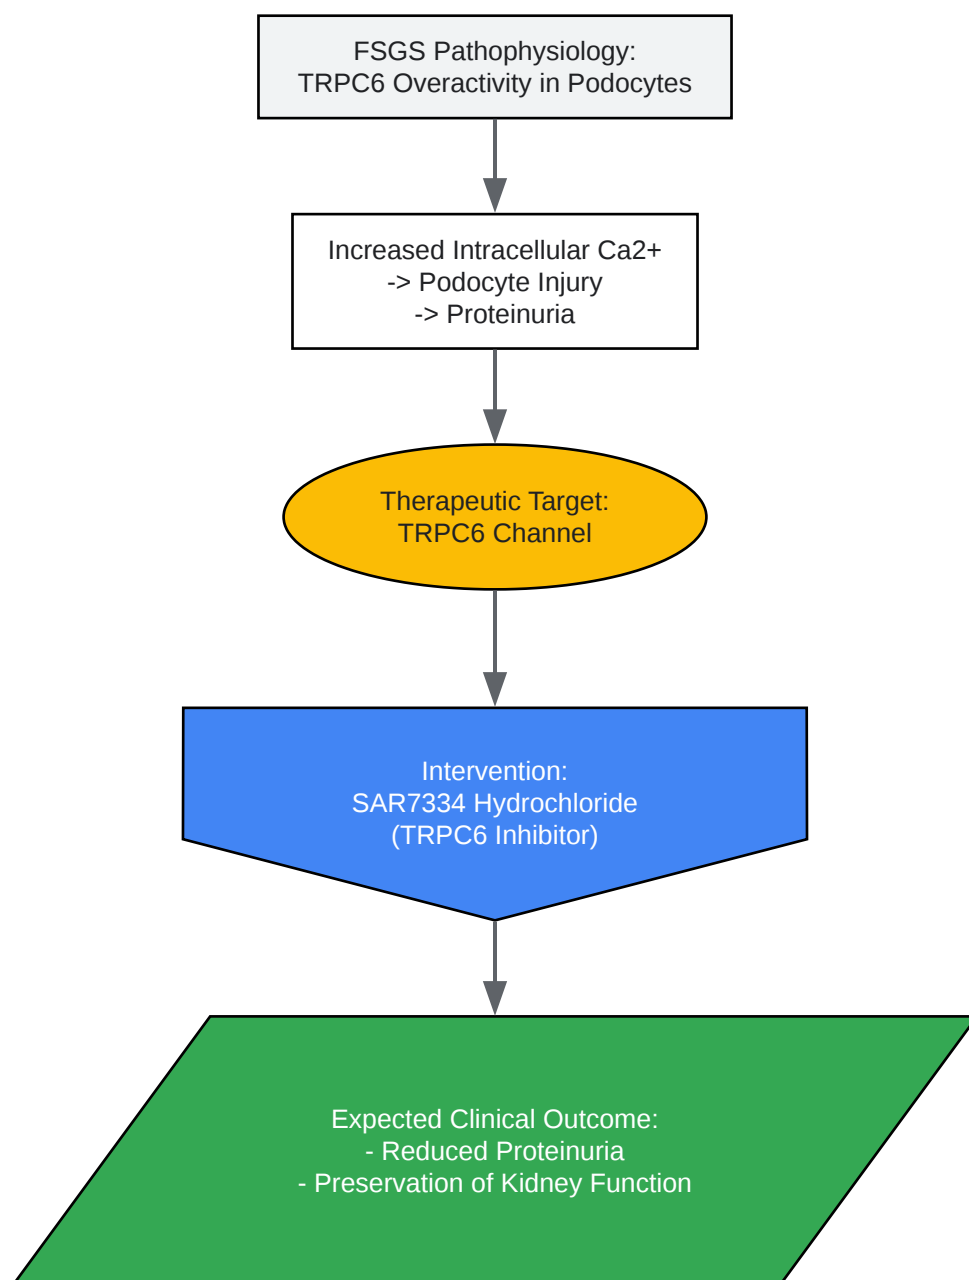 FSGS Pathophysiology:
TRPC6 Overactivity in Podocytes
Increased Intracellular Ca2+
-> Podocyte Injury
-> Proteinuria
Therapeutic Target:
TRPC6 Channel
Intervention:
SAR7334 Hydrochloride
(TRPC6 Inhibitor)
Expected Clinical Outcome:
- Reduced Proteinuria
- Preservation of Kidney Function